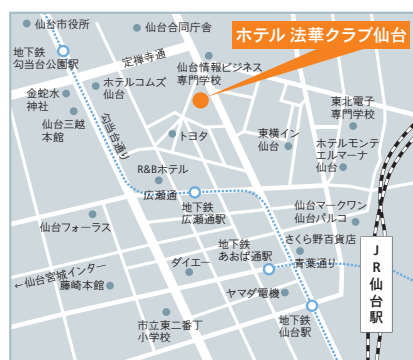 仙台市役所
仙台合同庁舎
ホテル 法華クラブ仙台
地下鉄
勾当台公園駅
定禅寺通
仙台情報ビジネス
専門学校
ホテルコムズ
仙台
金蛇水
神社
仙台三越
本館
勾当台通り
トヨタ
東横イン
仙台
東北電子
専門学校
ホテルモンテ
エルマーナ
仙台
R&Bホテル
広瀬通
地下鉄
広瀬通駅
仙台マークワン
仙台パルコ
仙台フォーラス
地下鉄
あおば通駅
さくら野百貨店
青葉通り
JR仙台駅
←仙台宮城インター
藤崎本館
ダイエー
ヤマダ電機
市立東二番丁
小学校
地下鉄
仙台駅